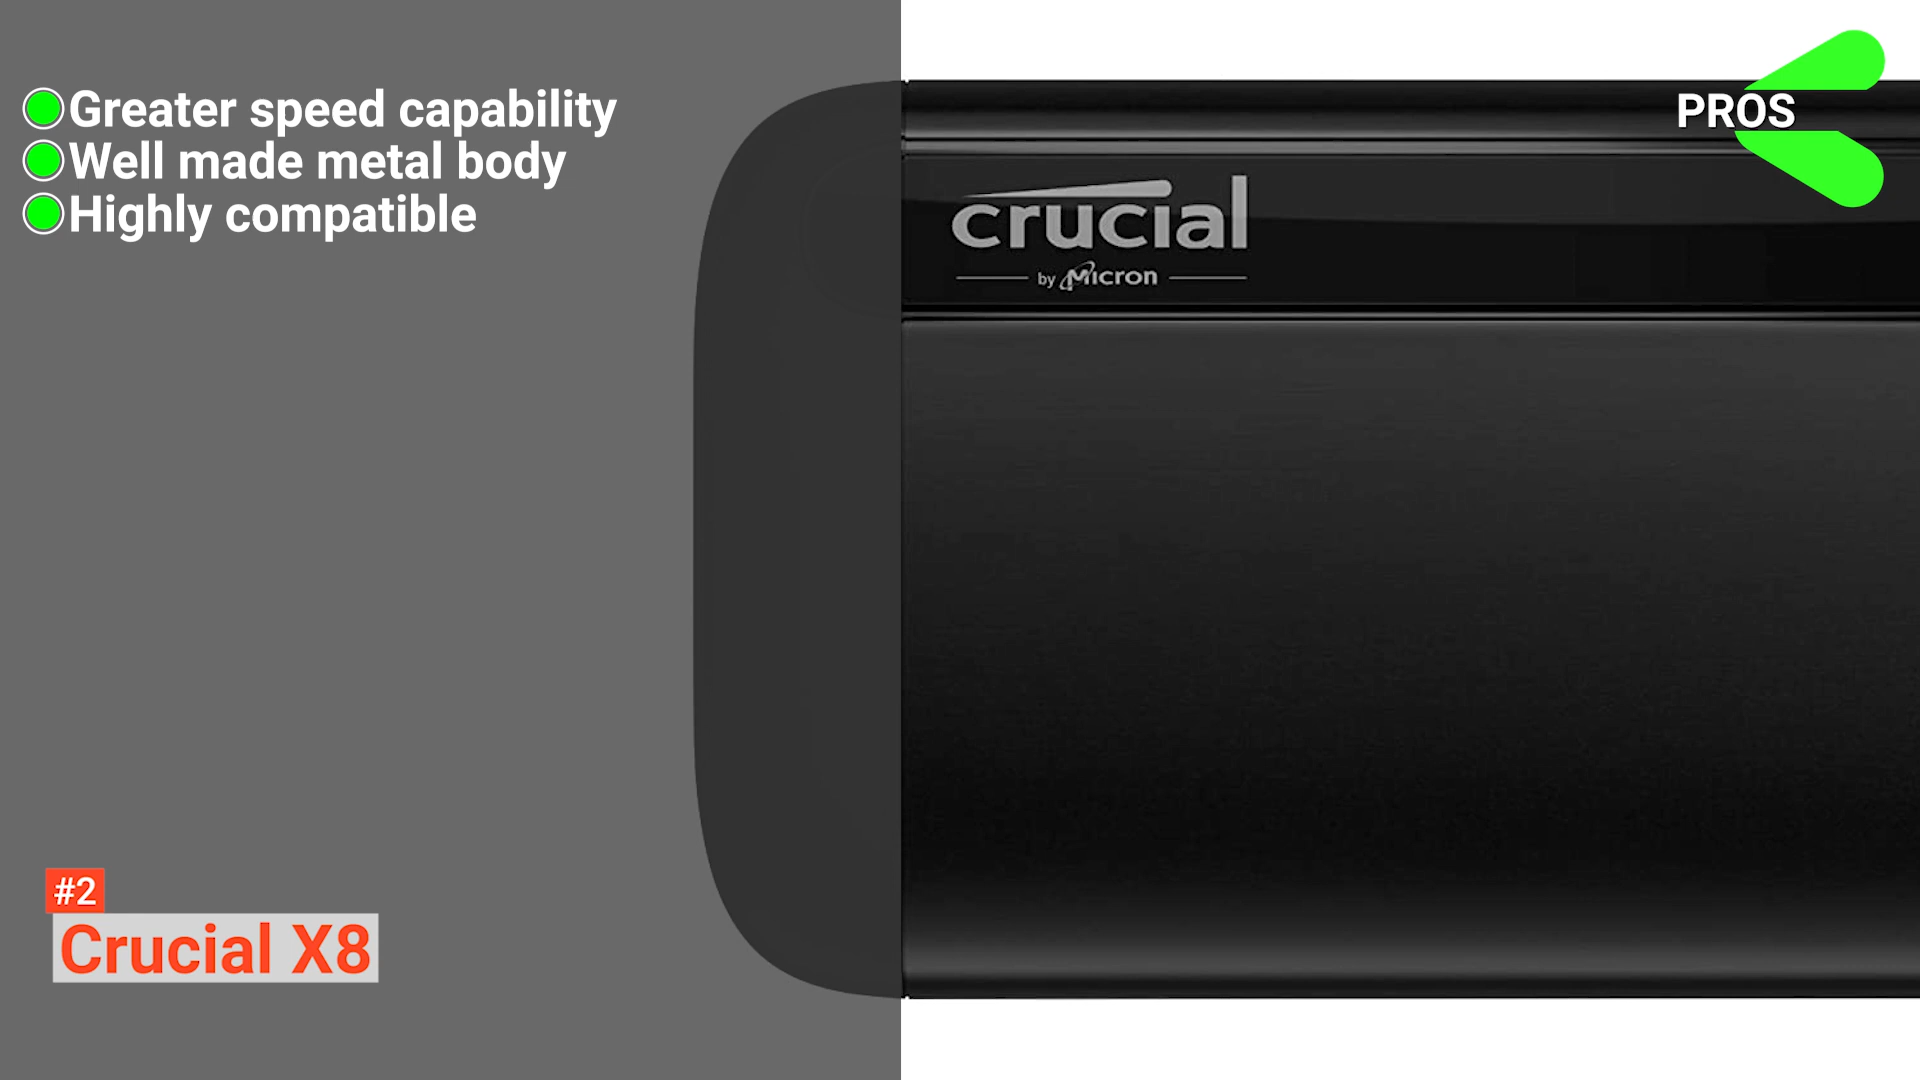 Greater speed capability
Well made metal body
Highly compatible
PROS
crucial
by Micron
#2
Crucial X8